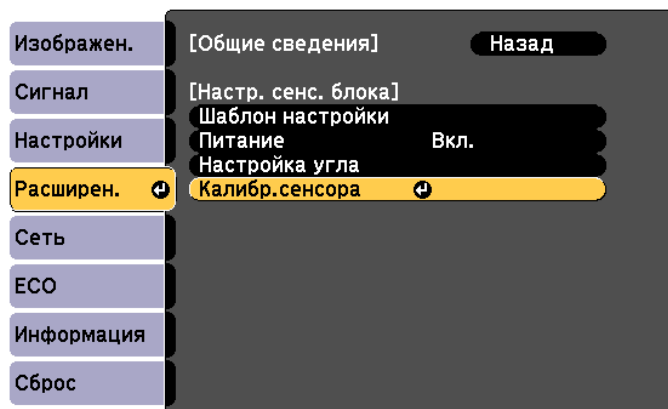 Изображен.
Сигнал
Настройки
Расширен.
Сеть
ECO
Информация
Сброс
[Общие сведения] Назад
[Настр. сенс. блока]
Шаблон настройки
Питание Вкл.
Настройка угла
Калибр.сенсора